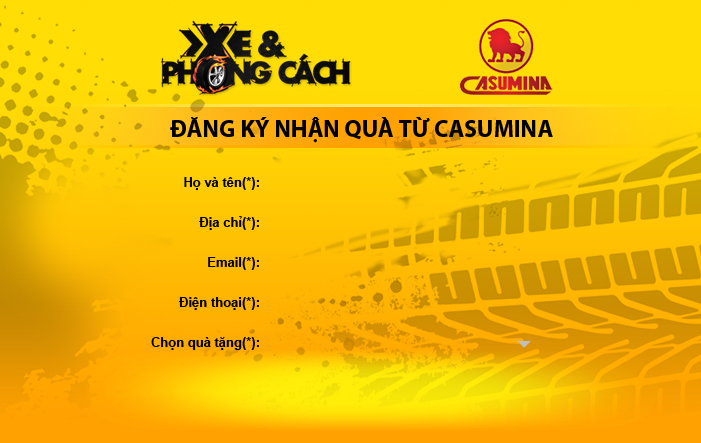 XE &
PHONG CÁCH
CASUMINA
ĐĂNG KÝ NHẬN QUÀ TỪ CASUMINA
Họ và tên(*):
Địa chỉ(*):
Email(*):
Điện thoại(*):
Chọn quà tặng(*):